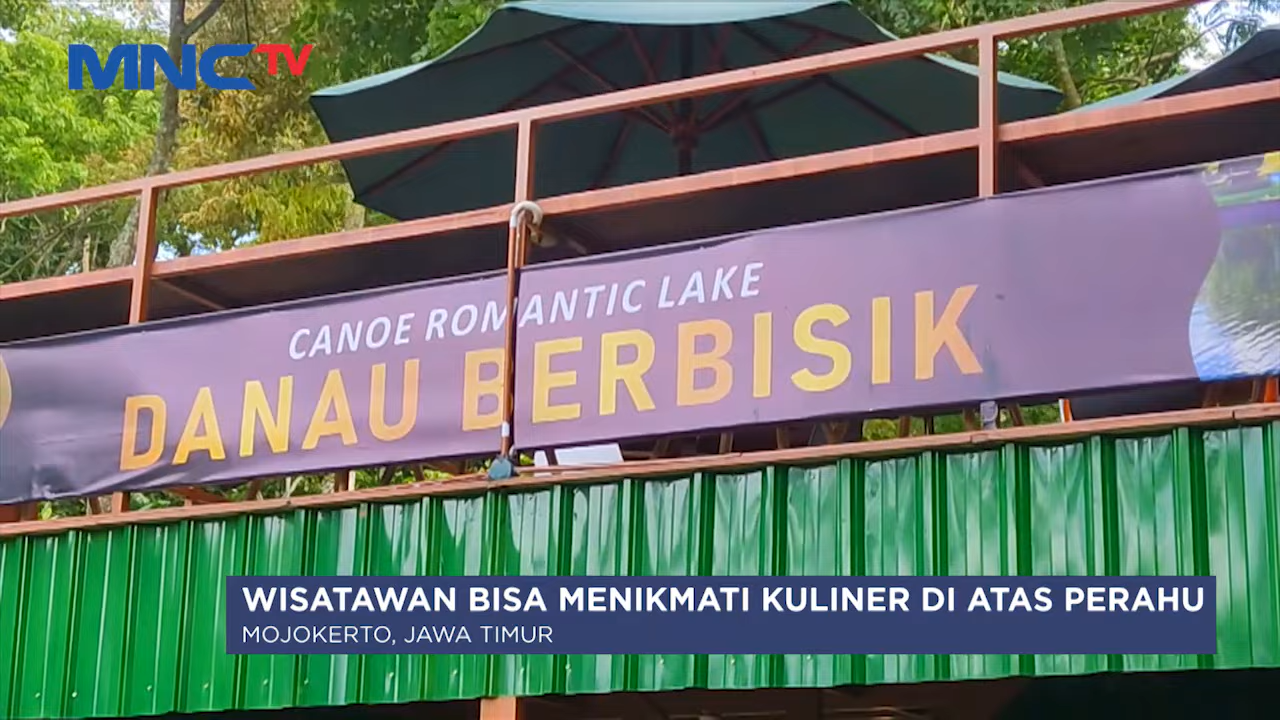 MNCTV
CANOE ROMANTIC LAKE
DANAU BERBISIK
WISATAWAN BISA MENIKMATI KULINER DI ATAS PERAHU
MOJOKERTO, JAWA TIMUR